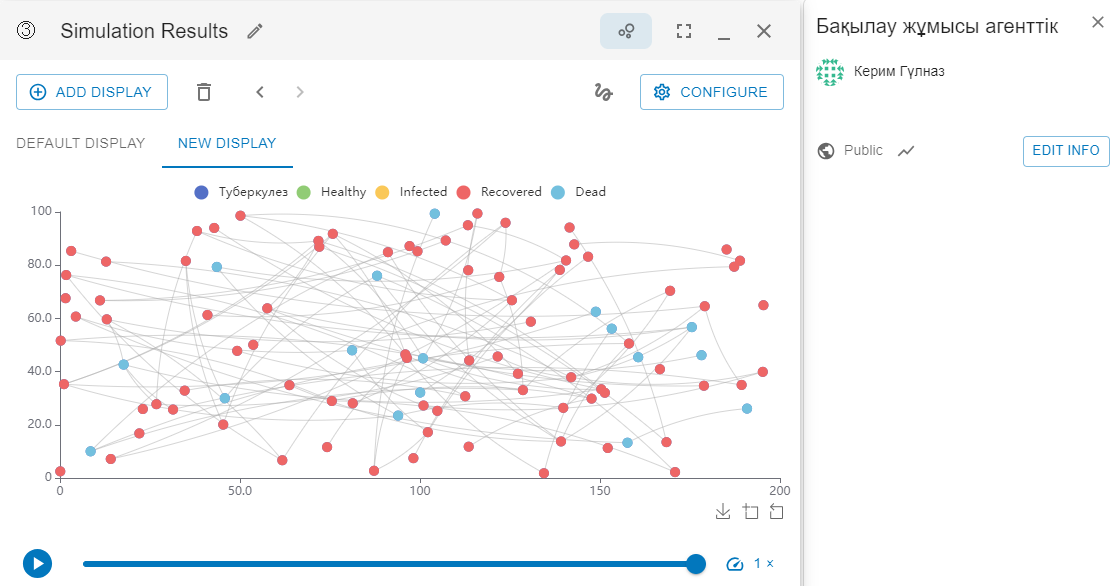 ③ Simulation Results
ADD DISPLAY
CONFIGURE
DEFAULT DISPLAY NEW DISPLAY
Туберкулез Healthy Infected Recovered Dead
100
80.0
60.0
40.0
20.0
0
0 50.0 100 150 200
1 ×
Бақылау жұмысы агенттік
Керим Гүлназ
Public
EDIT INFO